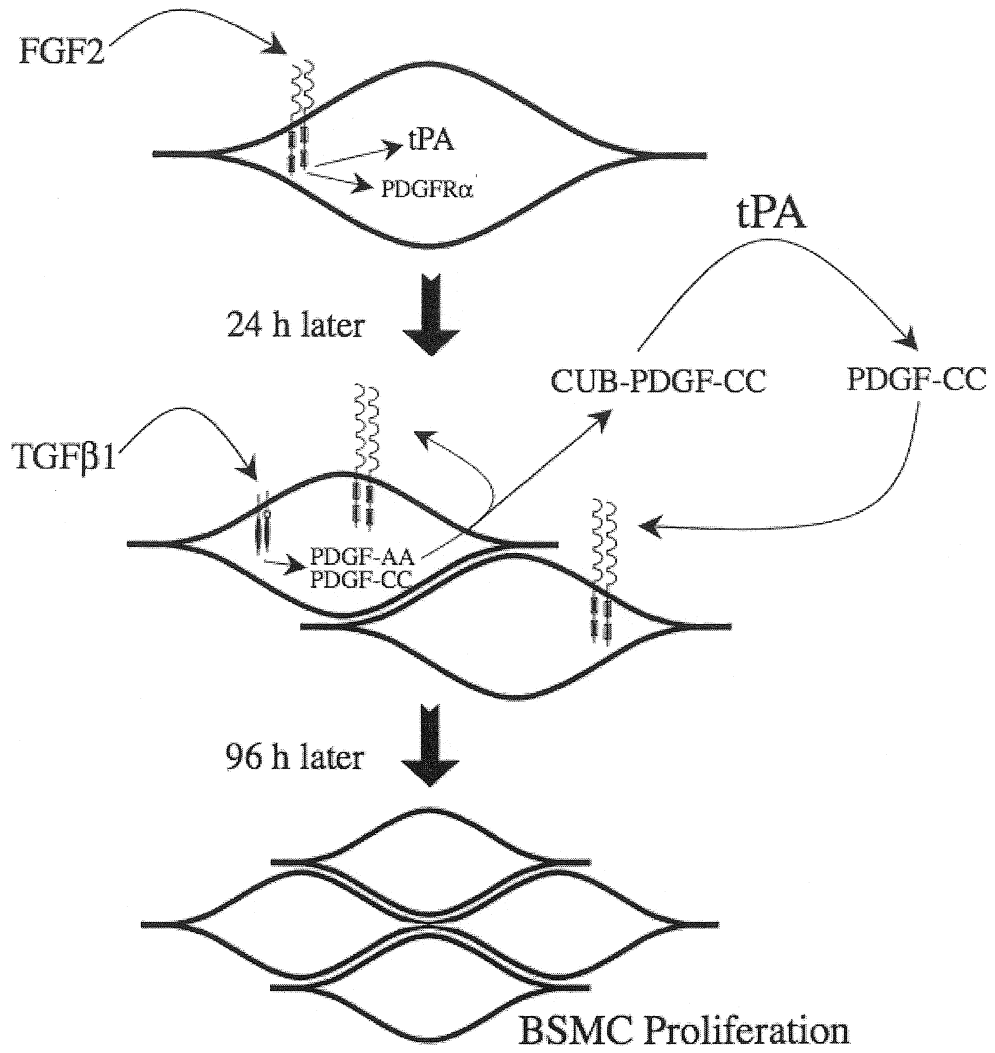 FGF2
tPA
PDGFRα
tPA
24 h later
CUB-PDGF-CC
PDGF-CC
TGFβ1
PDGF-AA
PDGF-CC
96 h later
BSMC Proliferation